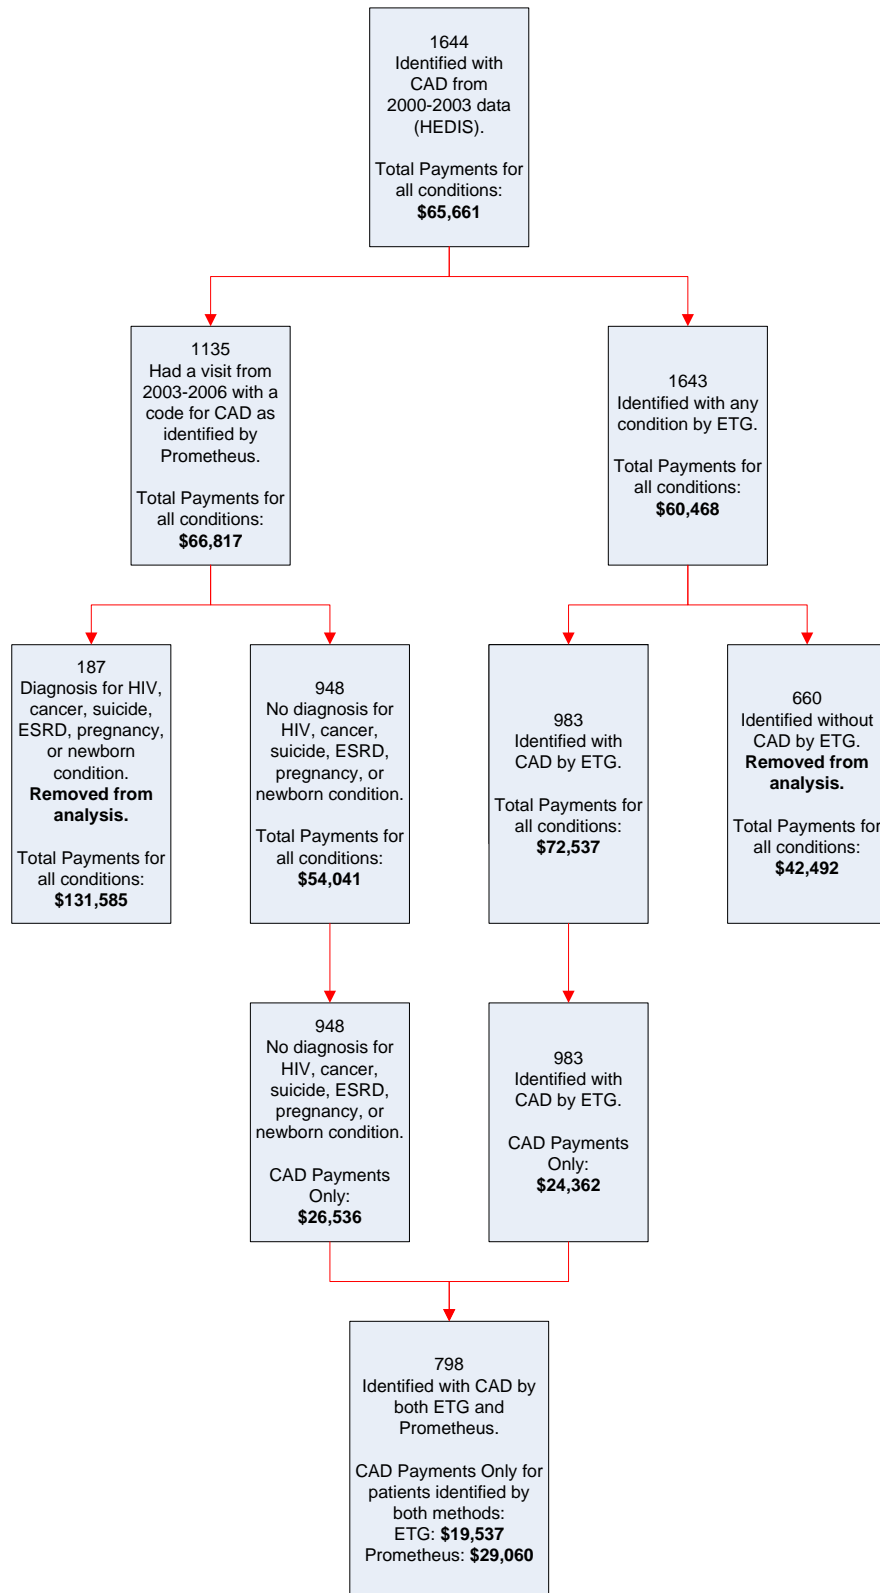 1644
Identified with
CAD from
2000-2003 data
(HEDIS).
Total Payments for
all conditions:
$65,661
1135
Had a visit from
2003-2006 with a
code for CAD as
identified by
Prometheus.
Total Payments for
all conditions:
$66,817
1643
Identified with any
condition by ETG.
Total Payments for
all conditions:
$60,468
187
Diagnosis for HIV,
cancer, suicide,
ESRD, pregnancy,
or newborn
condition.
Removed from
analysis.
Total Payments for
all conditions:
$131,585
948
No diagnosis for
HIV, cancer,
suicide, ESRD,
pregnancy, or
newborn condition.
Total Payments for
all conditions:
$54,041
983
Identified with
CAD by ETG.
Total Payments for
all conditions:
$72,537
660
Identified without
CAD by ETG.
Removed from
analysis.
Total Payments for
all conditions:
$42,492
948
No diagnosis for
HIV, cancer,
suicide, ESRD,
pregnancy, or
newborn condition.
CAD Payments
Only:
$26,536
983
Identified with
CAD by ETG.
CAD Payments
Only:
$24,362
798
Identified with CAD by
both ETG and
Prometheus.
CAD Payments Only for
patients identified by
both methods:
ETG: $19,537
Prometheus: $29,060